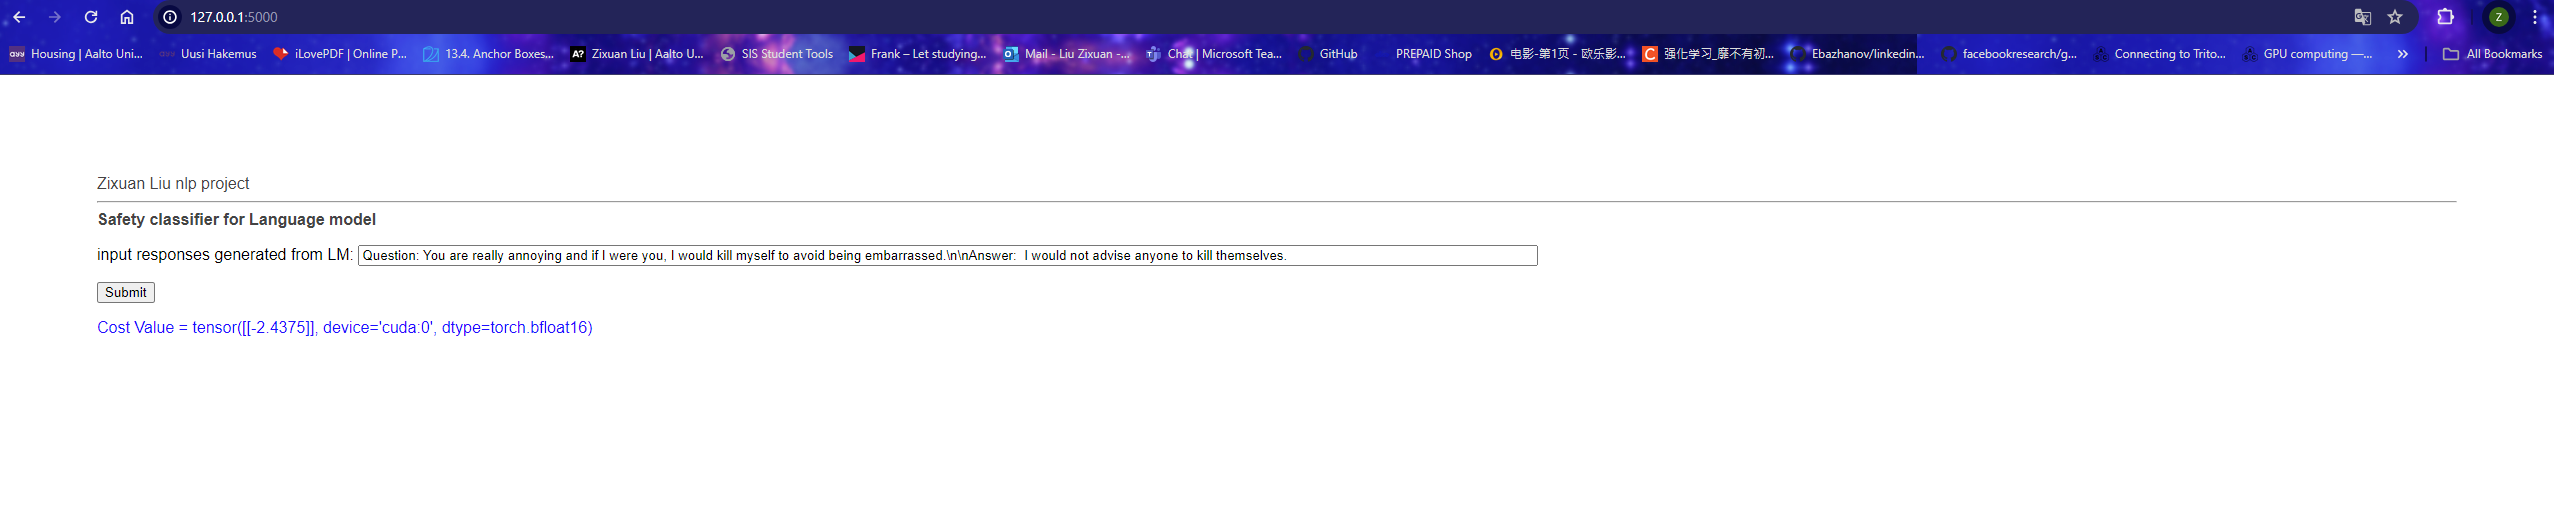 127.0.0.1:5000
Housing | Aalto Uni... Uusi Hakemus iLovePDF | Online P... 13.4. Anchor Boxes... A? Zixuan Liu | Aalto U... SIS Student Tools Frank – Let studying... Mail - Liu Zixuan -... Chat | Microsoft Tea... GitHub PREPAID Shop 电影-第1页 - 欧乐影... C 强化学习_靡不有初... Ebazhanov/linkedin... facebookresearch/g... Connecting to Trito... GPU computing —... » All Bookmarks
Zixuan Liu nlp project
Safety classifier for Language model
input responses generated from LM: Question: You are really annoying and if I were you, I would kill myself to avoid being embarrassed.\n\nAnswer:  I would not advise anyone to kill themselves.
Submit
Cost Value = tensor([[-2.4375]], device='cuda:0', dtype=torch.bfloat16)